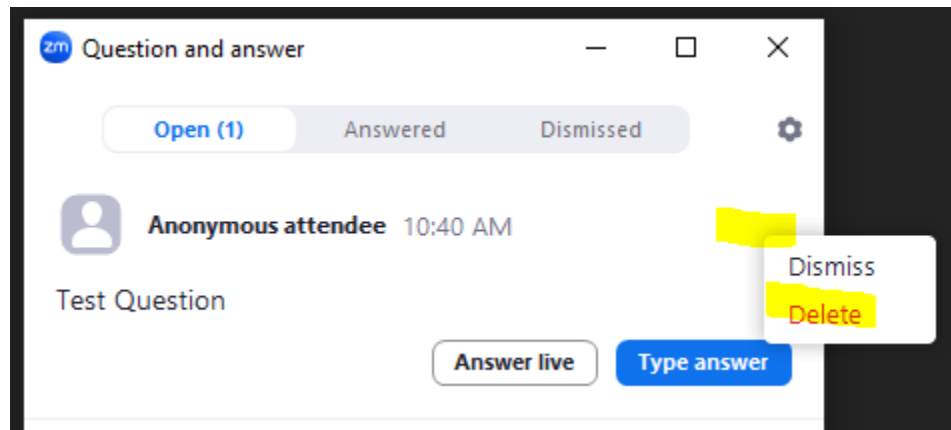 zm Question and answer
Open (1) Answered Dismissed
Anonymous attendee 10:40 AM
Dismiss
Test Question
Delete
Answer live Type answer